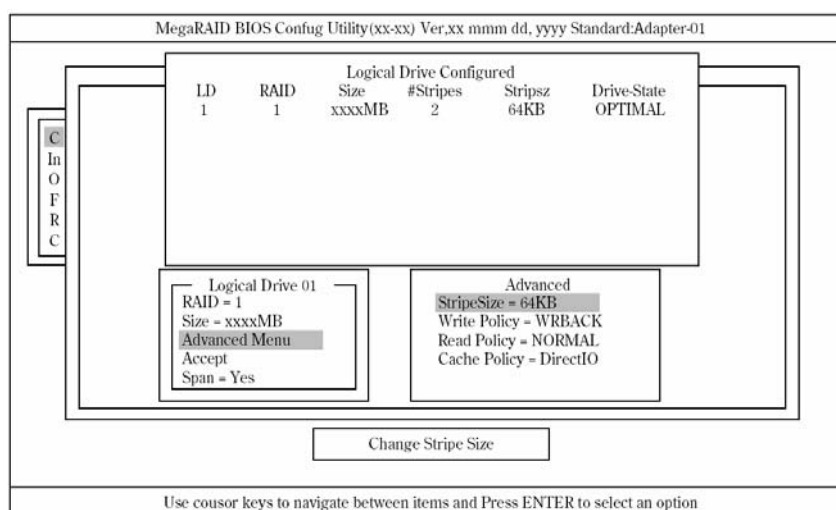 MegaRAID BIOS Confug Utility(xx-xx) Ver,xx mmm dd, yyyy Standard:Adapter-01
Logical Drive Configured
LD RAID Size #Stripes Stripsz Drive-State
1 1 xxxxMB 2 64KB OPTIMAL
C
In
O
F
R
C
Logical Drive 01
RAID = 1
Size = xxxxMB
Advanced Menu
Accept
Span = Yes
Advanced
StripeSize = 64KB
Write Policy = WRBACK
Read Policy = NORMAL
Cache Policy = DirectIO
Change Stripe Size
Use cousor keys to navigate between items and Press ENTER to select an option